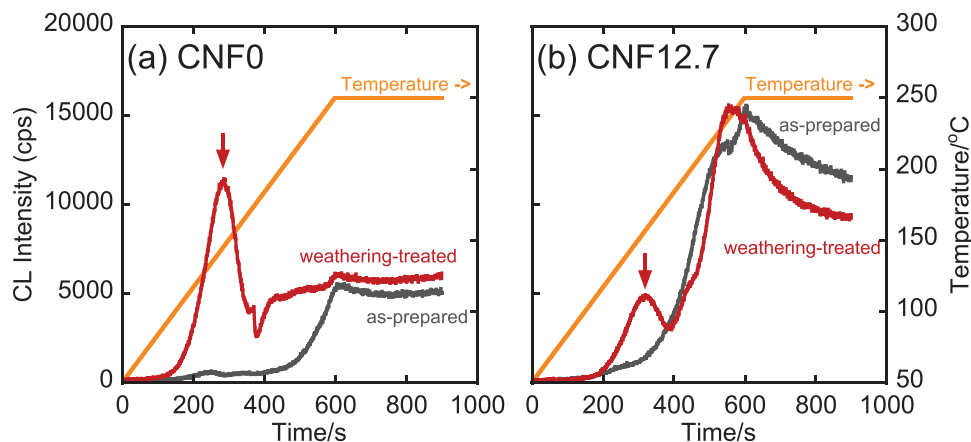 (a) CNF0
(b) CNF12.7
Temperature ->
Temperature ->
as-prepared
weathering-treated
as-prepared
weathering-treated
CL Intensity (cps)
20000
15000
10000
5000
0
0 200 400 600 800 1000
0 200 400 600 800 1000
Time/s
Time/s
300
250
200
150
100
50
Temperature/°C